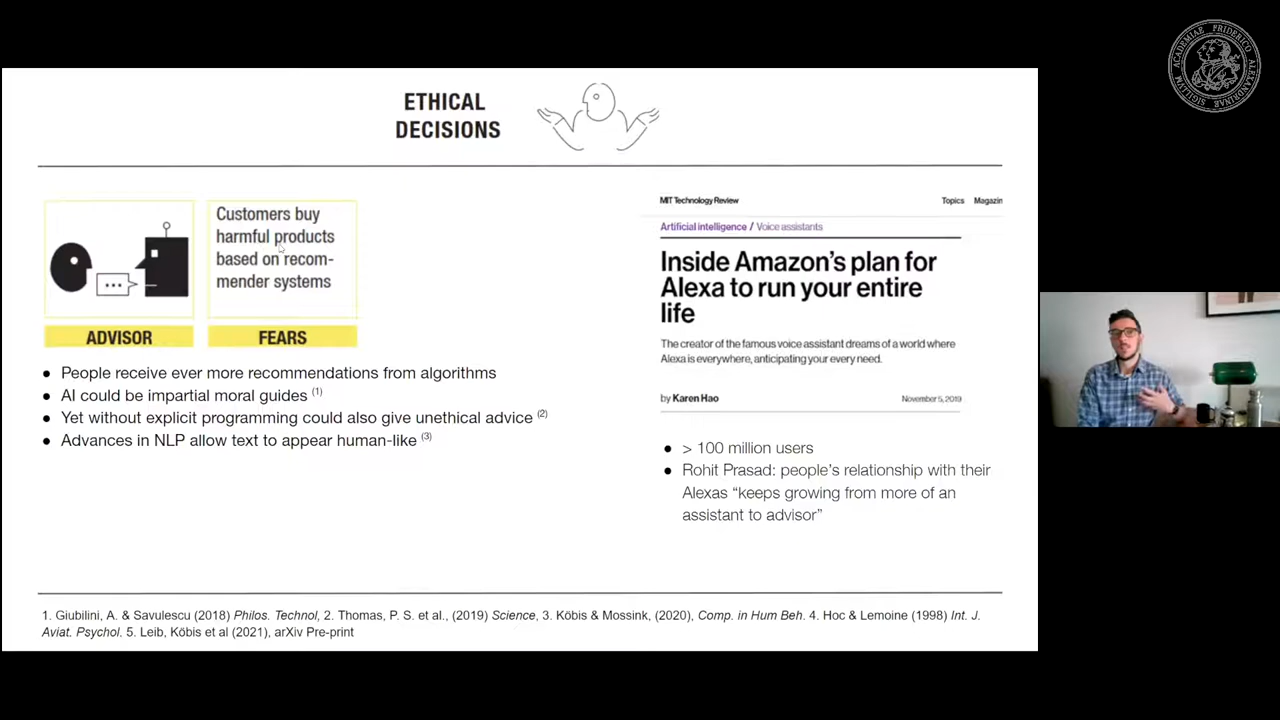 ACADEMIAE FRIDERICO ALEXANDRINAE SIGILLVM
ETHICAL
DECISIONS
Customers buy
harmful products
based on recom-
mender systems
ADVISOR
FEARS
● People receive ever more recommendations from algorithms
● AI could be impartial moral guides (1)
● Yet without explicit programming could also give unethical advice (2)
● Advances in NLP allow text to appear human-like (3)
MIT Technology Review
Topics Magazin
Artificial intelligence / Voice assistants
Inside Amazon's plan for
Alexa to run your entire
life
The creator of the famous voice assistant dreams of a world where
Alexa is everywhere, anticipating your every need.
by Karen Hao
November 5, 2019
● > 100 million users
● Rohit Prasad: people's relationship with their
Alexas “keeps growing from more of an
assistant to advisor”
1. Giubilini, A. & Savulescu (2018) Philos. Technol, 2. Thomas, P. S. et al., (2019) Science, 3. Köbis & Mossink, (2020), Comp. in Hum Beh. 4. Hoc & Lemoine (1998) Int. J.
Aviat. Psychol. 5. Leib, Köbis et al (2021), arXiv Pre-print